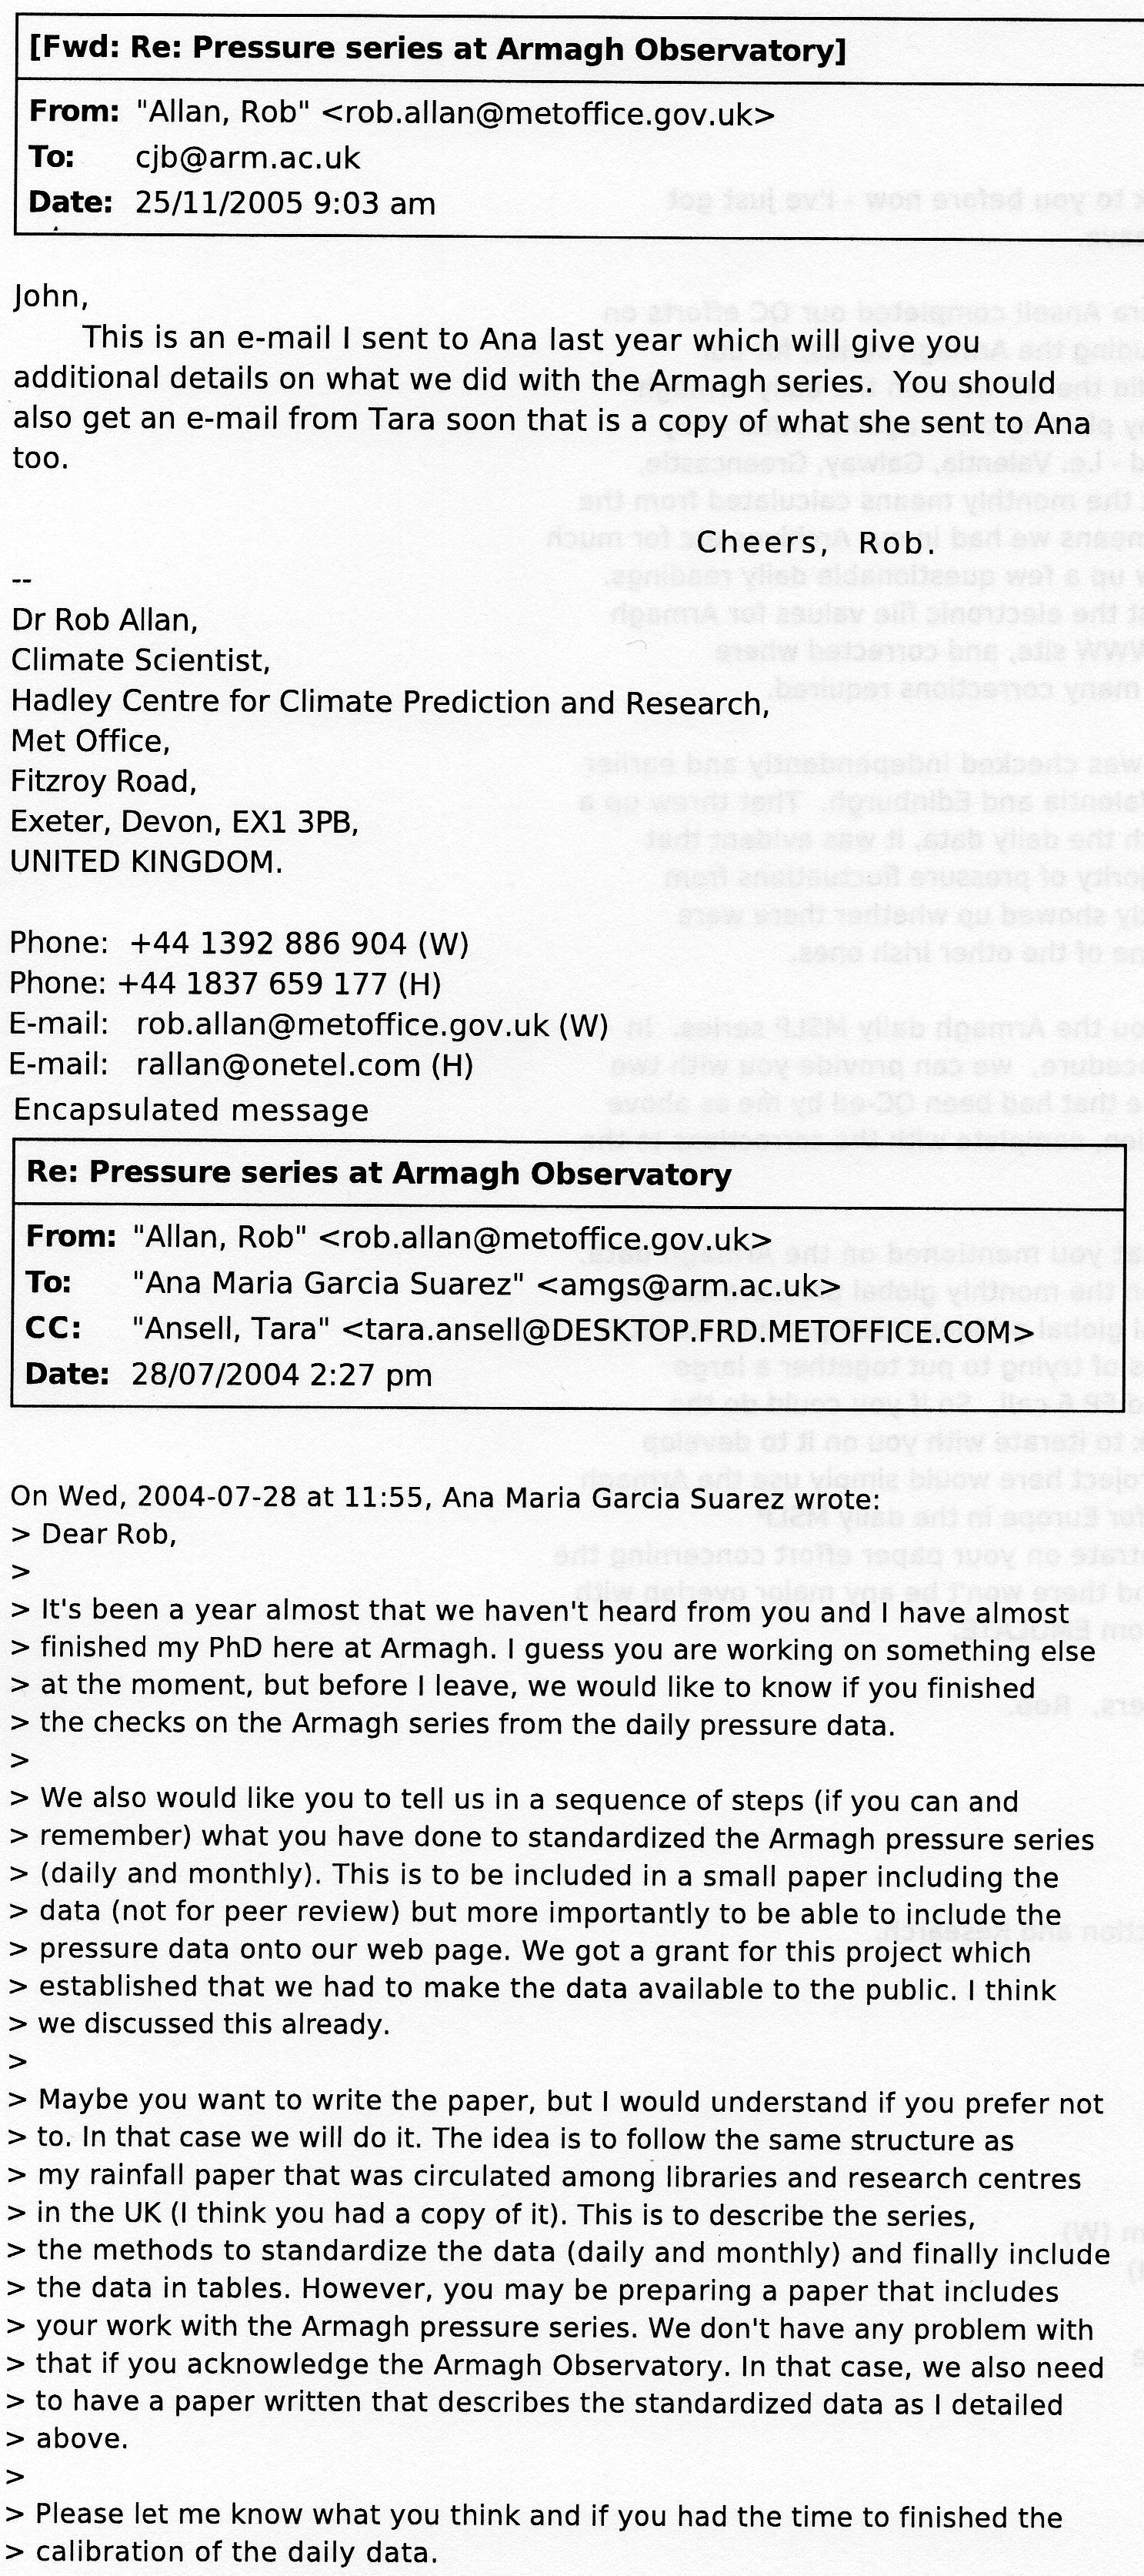 [Fwd: Re: Pressure series at Armagh Observatory]
From: "Allan, Rob" <rob.allan@metoffice.gov.uk>
To: cjb@arm.ac.uk
Date: 25/11/2005 9:03 am
John,
This is an e-mail I sent to Ana last year which will give you
additional details on what we did with the Armagh series. You should
also get an e-mail from Tara soon that is a copy of what she sent to Ana
too.
Cheers, Rob.
--
Dr Rob Allan,
Climate Scientist,
Hadley Centre for Climate Prediction and Research,
Met Office,
Fitzroy Road,
Exeter, Devon, EX1 3PB,
UNITED KINGDOM.
Phone: +44 1392 886 904 (W)
Phone: +44 1837 659 177 (H)
E-mail: rob.allan@metoffice.gov.uk (W)
E-mail: rallan@onetel.com (H)
Encapsulated message
Re: Pressure series at Armagh Observatory
From: "Allan, Rob" <rob.allan@metoffice.gov.uk>
To: "Ana Maria Garcia Suarez" <amgs@arm.ac.uk>
CC: "Ansell, Tara" <tara.ansell@DESKTOP.FRD.METOFFICE.COM>
Date: 28/07/2004 2:27 pm
On Wed, 2004-07-28 at 11:55, Ana Maria Garcia Suarez wrote:
> Dear Rob,
>
> It's been a year almost that we haven't heard from you and I have almost
> finished my PhD here at Armagh. I guess you are working on something else
> at the moment, but before I leave, we would like to know if you finished
> the checks on the Armagh series from the daily pressure data.
>
> We also would like you to tell us in a sequence of steps (if you can and
> remember) what you have done to standardized the Armagh pressure series
> (daily and monthly). This is to be included in a small paper including the
> data (not for peer review) but more importantly to be able to include the
> pressure data onto our web page. We got a grant for this project which
> established that we had to make the data available to the public. I think
> we discussed this already.
>
> Maybe you want to write the paper, but I would understand if you prefer not
> to. In that case we will do it. The idea is to follow the same structure as
> my rainfall paper that was circulated among libraries and research centres
> in the UK (I think you had a copy of it). This is to describe the series,
> the methods to standardize the data (daily and monthly) and finally include
> the data in tables. However, you may be preparing a paper that includes
> your work with the Armagh pressure series. We don't have any problem with
> that if you acknowledge the Armagh Observatory. In that case, we also need
> to have a paper written that describes the standardized data as I detailed
> above.
>
> Please let me know what you think and if you had the time to finished the
> calibration of the daily data.